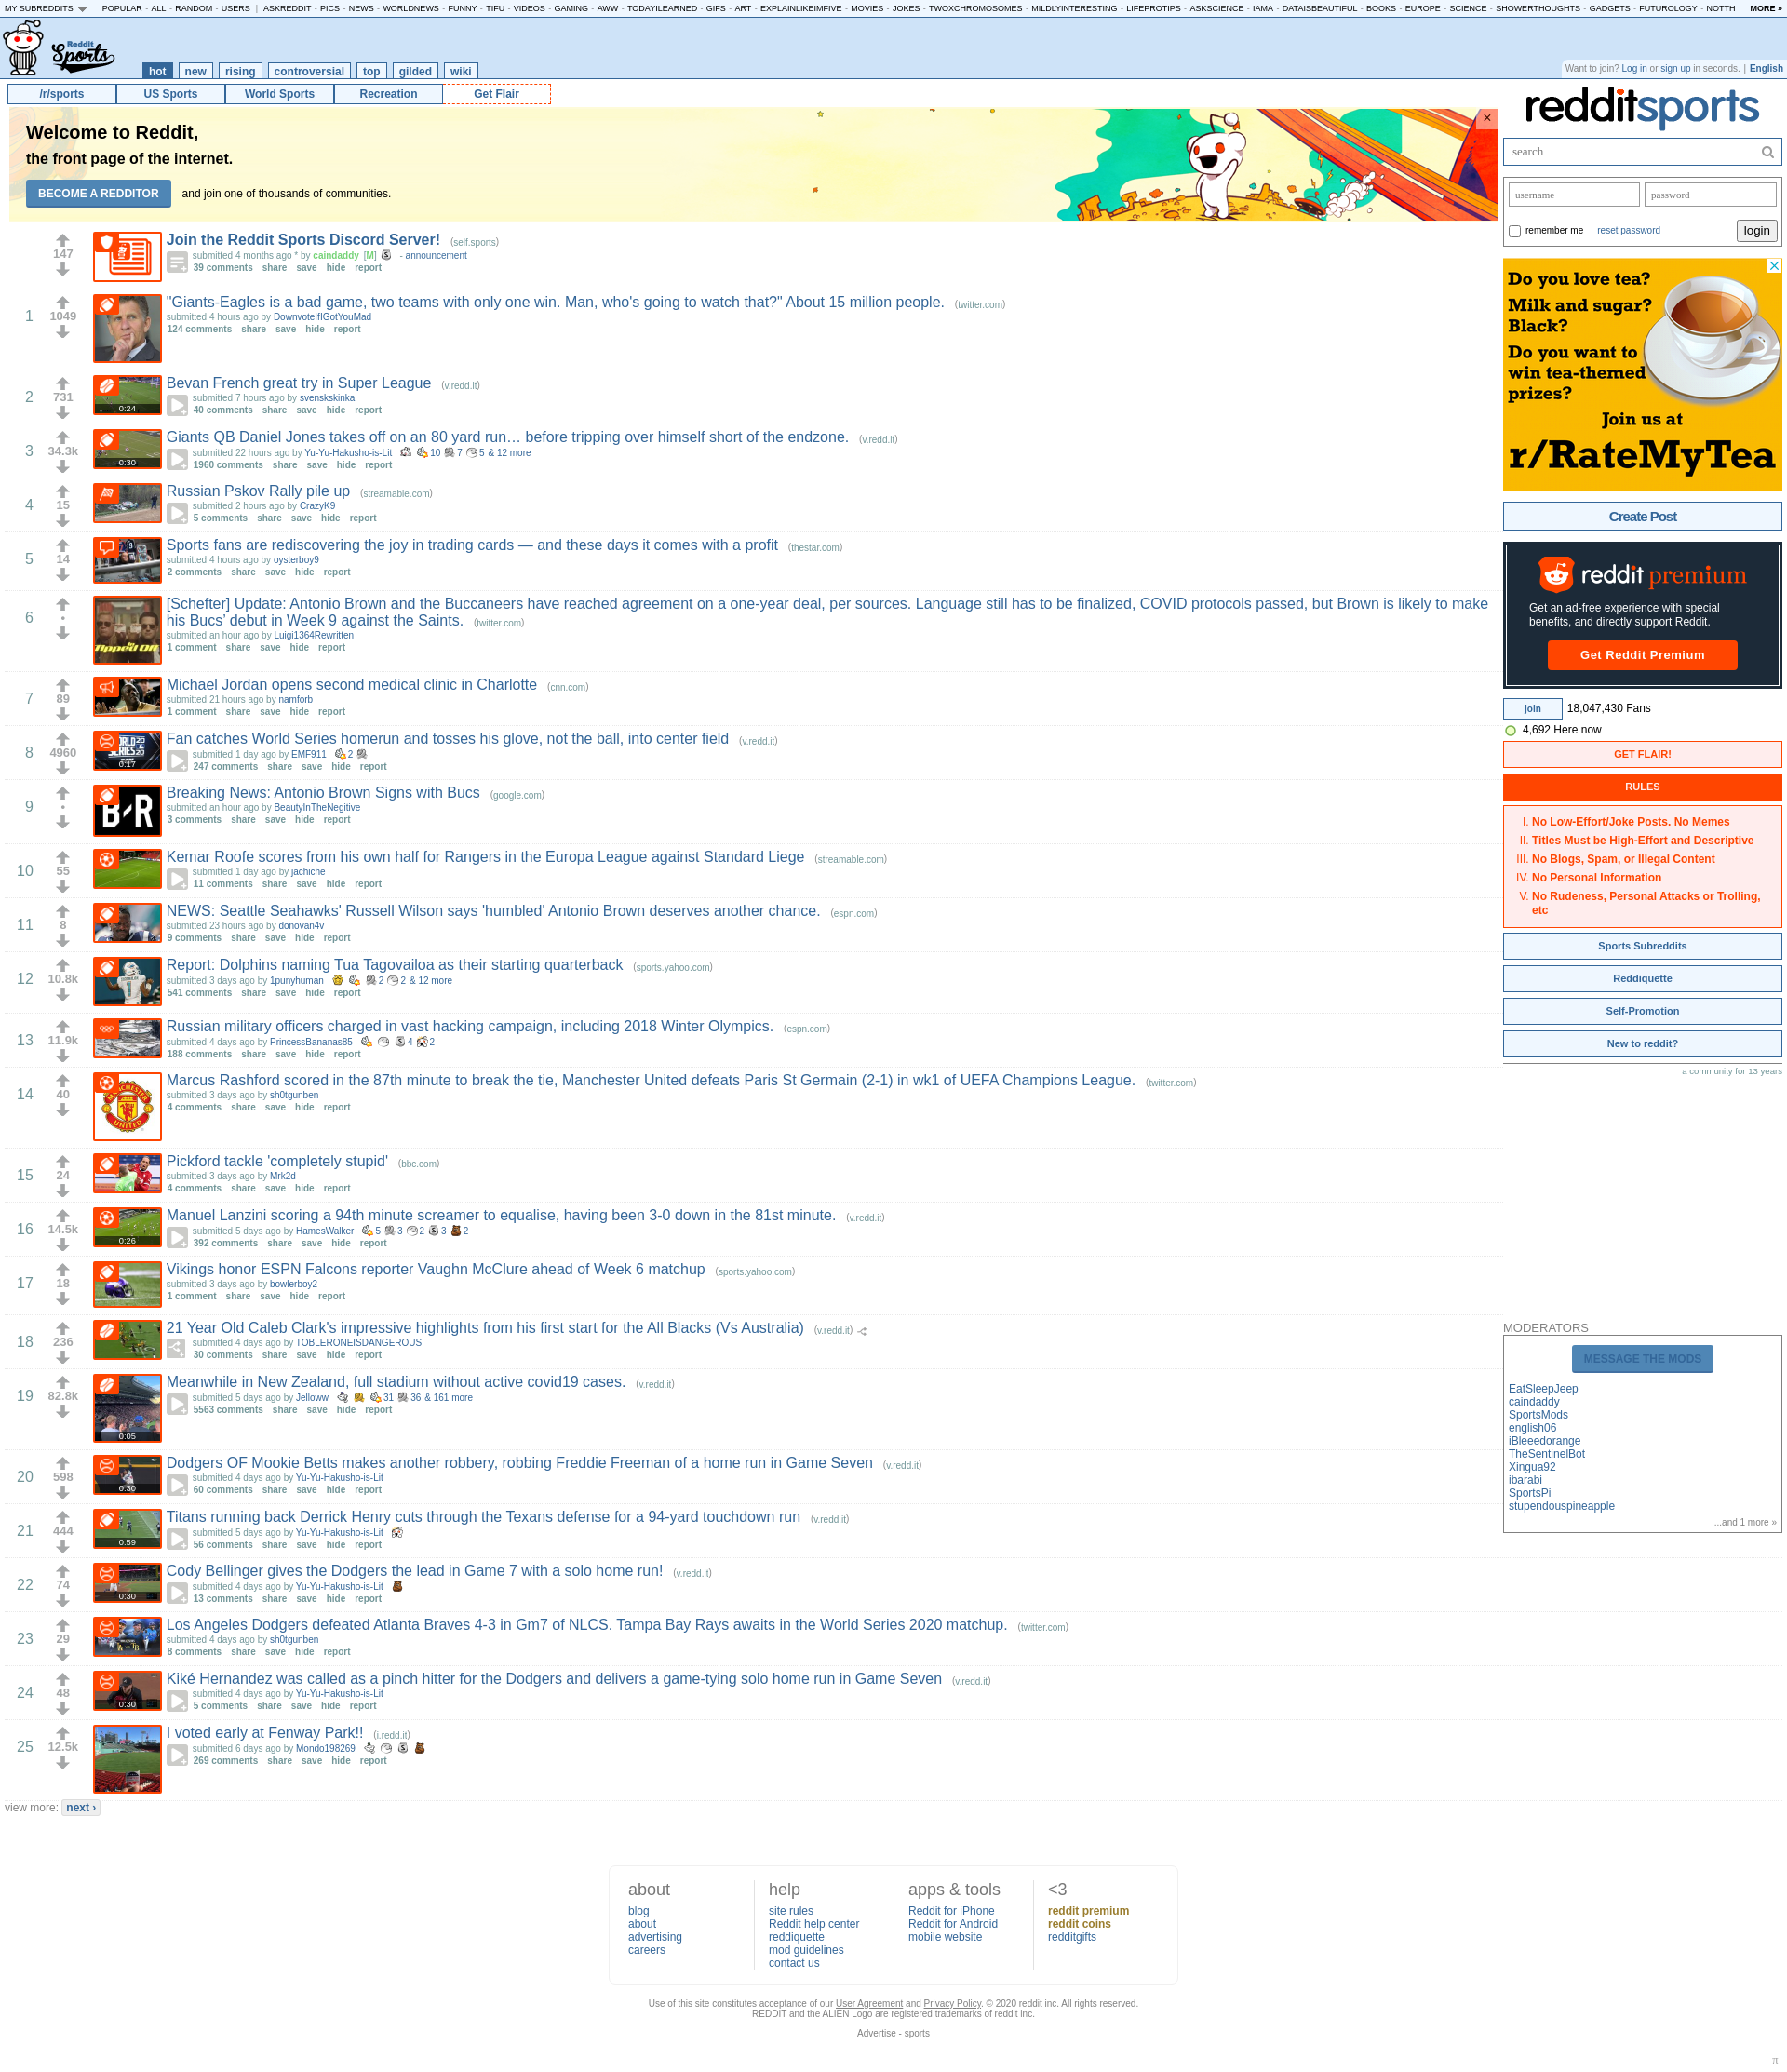 MY SUBREDDITS POPULAR - ALL - RANDOM - USERS | ASKREDDIT - PICS - NEWS - WORLDNEWS - FUNNY - TIFU - VIDEOS - GAMING - AWW - TODAYILEARNED - GIFS - ART - EXPLAINLIKEIMFIVE - MOVIES - JOKES - TWOXCHROMOSOMES - MILDLYINTERESTING - LIFEPROTIPS - ASKSCIENCE - IAMA - DATAISBEAUTIFUL - BOOKS - EUROPE - SCIENCE - SHOWERTHOUGHTS - GADGETS - FUTUROLOGY - NOTTH MORE »
Reddit Sports
hot new rising controversial top gilded wiki
Want to join? Log in or sign up in seconds. | English
/r/sports US Sports World Sports Recreation Get Flair
Welcome to Reddit,
the front page of the internet.
BECOME A REDDITOR and join one of thousands of communities.
×
147
Join the Reddit Sports Discord Server! (self.sports)
submitted 4 months ago * by caindaddy [M] - announcement
39 comments share save hide report
1
1049
"Giants-Eagles is a bad game, two teams with only one win. Man, who's going to watch that?" About 15 million people. (twitter.com)
submitted 4 hours ago by DownvoteIfIGotYouMad
124 comments share save hide report
2
731
0:24
Bevan French great try in Super League (v.redd.it)
submitted 7 hours ago by svenskskinka
40 comments share save hide report
3
34.3k
0:30
Giants QB Daniel Jones takes off on an 80 yard run… before tripping over himself short of the endzone. (v.redd.it)
submitted 22 hours ago by Yu-Yu-Hakusho-is-Lit 10 7 5 & 12 more
1960 comments share save hide report
4
15
Russian Pskov Rally pile up (streamable.com)
submitted 2 hours ago by CrazyK9
5 comments share save hide report
5
14
Sports fans are rediscovering the joy in trading cards — and these days it comes with a profit (thestar.com)
submitted 4 hours ago by oysterboy9
2 comments share save hide report
6
•
Tipped Off
[Schefter] Update: Antonio Brown and the Buccaneers have reached agreement on a one-year deal, per sources. Language still has to be finalized, COVID protocols passed, but Brown is likely to make
his Bucs' debut in Week 9 against the Saints. (twitter.com)
submitted an hour ago by Luigi1364Rewritten
1 comment share save hide report
7
89
Michael Jordan opens second medical clinic in Charlotte (cnn.com)
submitted 21 hours ago by namforb
1 comment share save hide report
8
4960
0:17
Fan catches World Series homerun and tosses his glove, not the ball, into center field (v.redd.it)
submitted 1 day ago by EMF911 2
247 comments share save hide report
9
•
B/R
Breaking News: Antonio Brown Signs with Bucs (google.com)
submitted an hour ago by BeautyInTheNegitive
3 comments share save hide report
10
55
Kemar Roofe scores from his own half for Rangers in the Europa League against Standard Liege (streamable.com)
submitted 1 day ago by jachiche
11 comments share save hide report
11
8
NEWS: Seattle Seahawks' Russell Wilson says 'humbled' Antonio Brown deserves another chance. (espn.com)
submitted 23 hours ago by donovan4v
9 comments share save hide report
12
10.8k
Report: Dolphins naming Tua Tagovailoa as their starting quarterback (sports.yahoo.com)
submitted 3 days ago by 1punyhuman 2 2 & 12 more
541 comments share save hide report
13
11.9k
Russian military officers charged in vast hacking campaign, including 2018 Winter Olympics. (espn.com)
submitted 4 days ago by PrincessBananas85 4 2
188 comments share save hide report
14
40
Marcus Rashford scored in the 87th minute to break the tie, Manchester United defeats Paris St Germain (2-1) in wk1 of UEFA Champions League. (twitter.com)
submitted 3 days ago by sh0tgunben
4 comments share save hide report
15
24
Pickford tackle 'completely stupid' (bbc.com)
submitted 3 days ago by Mrk2d
4 comments share save hide report
16
14.5k
0:26
Manuel Lanzini scoring a 94th minute screamer to equalise, having been 3-0 down in the 81st minute. (v.redd.it)
submitted 5 days ago by HamesWalker 5 3 2 3 2
392 comments share save hide report
17
18
Vikings honor ESPN Falcons reporter Vaughn McClure ahead of Week 6 matchup (sports.yahoo.com)
submitted 3 days ago by bowlerboy2
1 comment share save hide report
18
236
21 Year Old Caleb Clark's impressive highlights from his first start for the All Blacks (Vs Australia) (v.redd.it)
submitted 4 days ago by TOBLERONEISDANGEROUS
30 comments share save hide report
19
82.8k
0:05
Meanwhile in New Zealand, full stadium without active covid19 cases. (v.redd.it)
submitted 5 days ago by Jelloww 31 36 & 161 more
5563 comments share save hide report
20
598
0:30
Dodgers OF Mookie Betts makes another robbery, robbing Freddie Freeman of a home run in Game Seven (v.redd.it)
submitted 4 days ago by Yu-Yu-Hakusho-is-Lit
60 comments share save hide report
21
444
0:59
Titans running back Derrick Henry cuts through the Texans defense for a 94-yard touchdown run (v.redd.it)
submitted 5 days ago by Yu-Yu-Hakusho-is-Lit
56 comments share save hide report
22
74
0:30
Cody Bellinger gives the Dodgers the lead in Game 7 with a solo home run! (v.redd.it)
submitted 4 days ago by Yu-Yu-Hakusho-is-Lit
13 comments share save hide report
23
29
Los Angeles Dodgers defeated Atlanta Braves 4-3 in Gm7 of NLCS. Tampa Bay Rays awaits in the World Series 2020 matchup. (twitter.com)
submitted 4 days ago by sh0tgunben
8 comments share save hide report
24
48
0:30
Kiké Hernandez was called as a pinch hitter for the Dodgers and delivers a game-tying solo home run in Game Seven (v.redd.it)
submitted 4 days ago by Yu-Yu-Hakusho-is-Lit
5 comments share save hide report
25
12.5k
I voted early at Fenway Park!! (i.redd.it)
submitted 6 days ago by Mondo198269
269 comments share save hide report
view more: next ›
redditsports
search
username password
remember me reset password login
Do you love tea?
Milk and sugar?
Black?
Do you want to
win tea-themed
prizes?
Join us at
r/RateMyTea
Create Post
reddit premium
Get an ad-free experience with special
benefits, and directly support Reddit.
Get Reddit Premium
join 18,047,430 Fans
4,692 Here now
GET FLAIR!
RULES
I. No Low-Effort/Joke Posts. No Memes
II. Titles Must be High-Effort and Descriptive
III. No Blogs, Spam, or Illegal Content
IV. No Personal Information
V. No Rudeness, Personal Attacks or Trolling,
etc
Sports Subreddits
Reddiquette
Self-Promotion
New to reddit?
a community for 13 years
MODERATORS
MESSAGE THE MODS
EatSleepJeep
caindaddy
SportsMods
english06
iBleeedorange
TheSentinelBot
Xingua92
ibarabi
SportsPi
stupendouspineapple
...and 1 more »
about
blog
about
advertising
careers
help
site rules
Reddit help center
reddiquette
mod guidelines
contact us
apps & tools
Reddit for iPhone
Reddit for Android
mobile website
<3
reddit premium
reddit coins
redditgifts
Use of this site constitutes acceptance of our User Agreement and Privacy Policy. © 2020 reddit inc. All rights reserved.
REDDIT and the ALIEN Logo are registered trademarks of reddit inc.
Advertise - sports
π